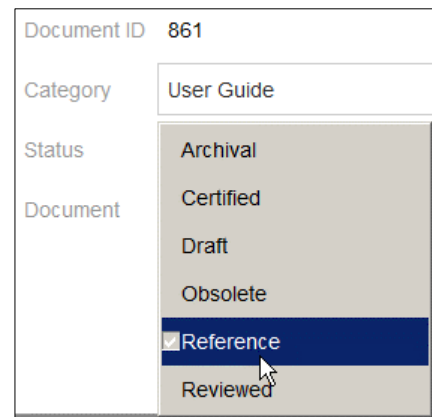 Document ID 861
Category User Guide
Status
Archival
Document
Certified
Draft
Obsolete
Reference
Reviewed